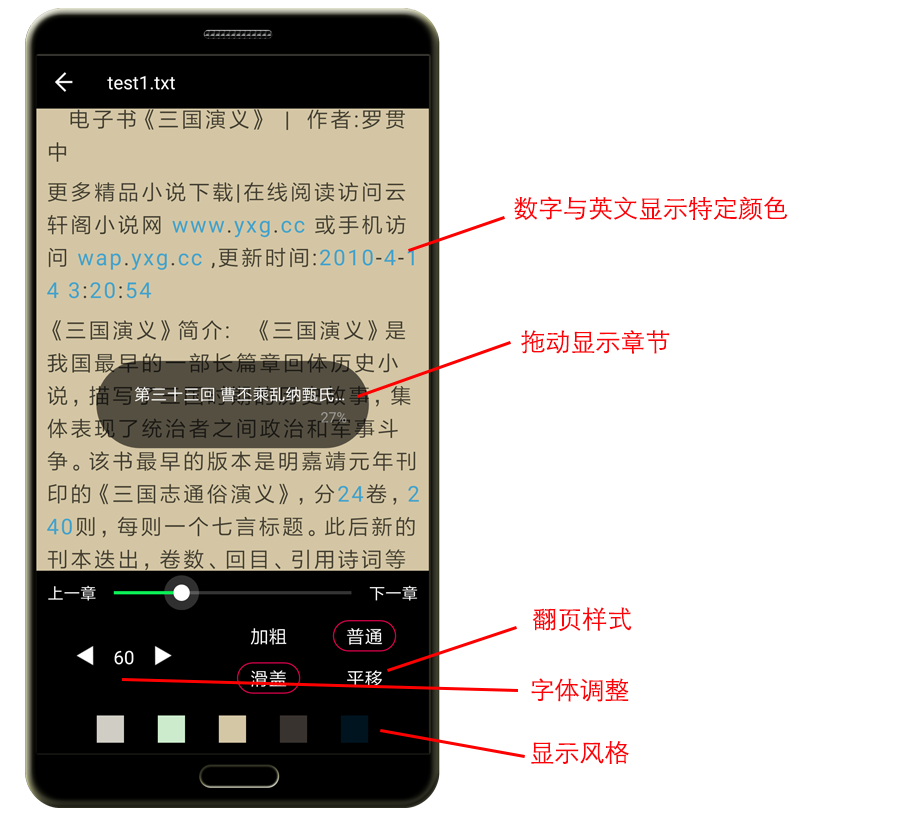 test1.txt
电子书《三国演义》 | 作者:罗贯
中
更多精品小说下载|在线阅读访问云
轩阁小说网 www.yxg.cc 或手机访
问 wap.yxg.cc ,更新时间:2010-4-1
4 3:20:54
《三国演义》简介: 《三国演义》是
我国最早的一部长篇章回体历史小
说，描写了三国时期的历史故事，集
第三十三回 曹丕乘乱纳甄氏...
27%
体表现了统治者之间政治和军事斗
争。该书最早的版本是明嘉靖元年刊
印的《三国志通俗演义》，分24卷，2
40则，每则一个七言标题。此后新的
刊本迭出，卷数、回目、引用诗词等
上一章
下一章
加粗
普通
60
滑盖
平移
数字与英文显示特定颜色
拖动显示章节
翻页样式
字体调整
显示风格